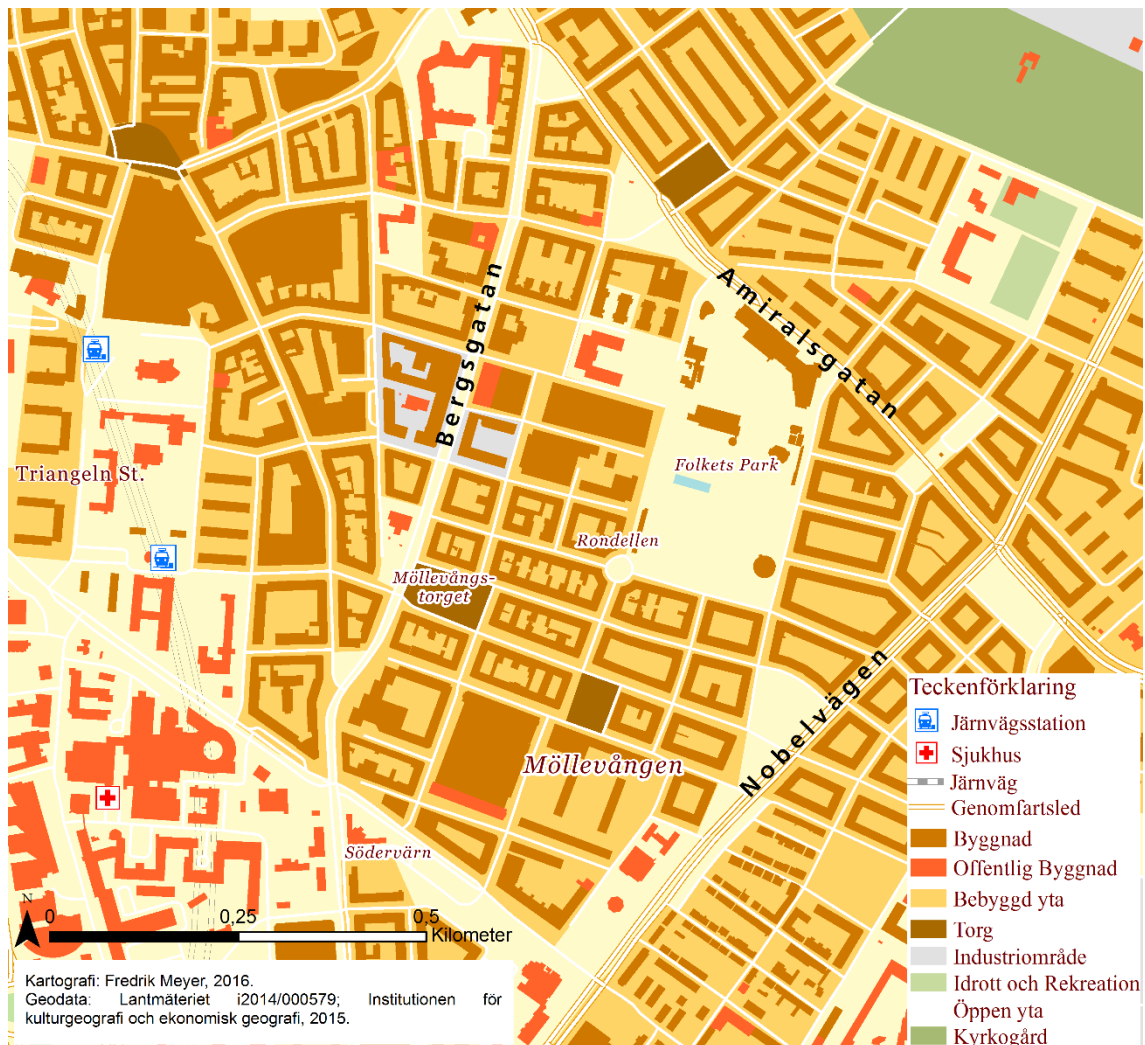 Bergsgatan
Amiralsgatan
Triangeln St.
Folkets Park
Rondellen
Möllevångs-
torget
Nobelvägen
Möllevången
Södervärn
N
0 0,25 0,5
Kilometer
Kartografi: Fredrik Meyer, 2016.
Geodata: Lantmäteriet i2014/000579; Institutionen för
kulturgeografi och ekonomisk geografi, 2015.
Teckenförklaring
Järnvägsstation
Sjukhus
Järnväg
Genomfartsled
Byggnad
Offentlig Byggnad
Bebyggd yta
Torg
Industriområde
Idrott och Rekreation
Öppen yta
Kyrkogård